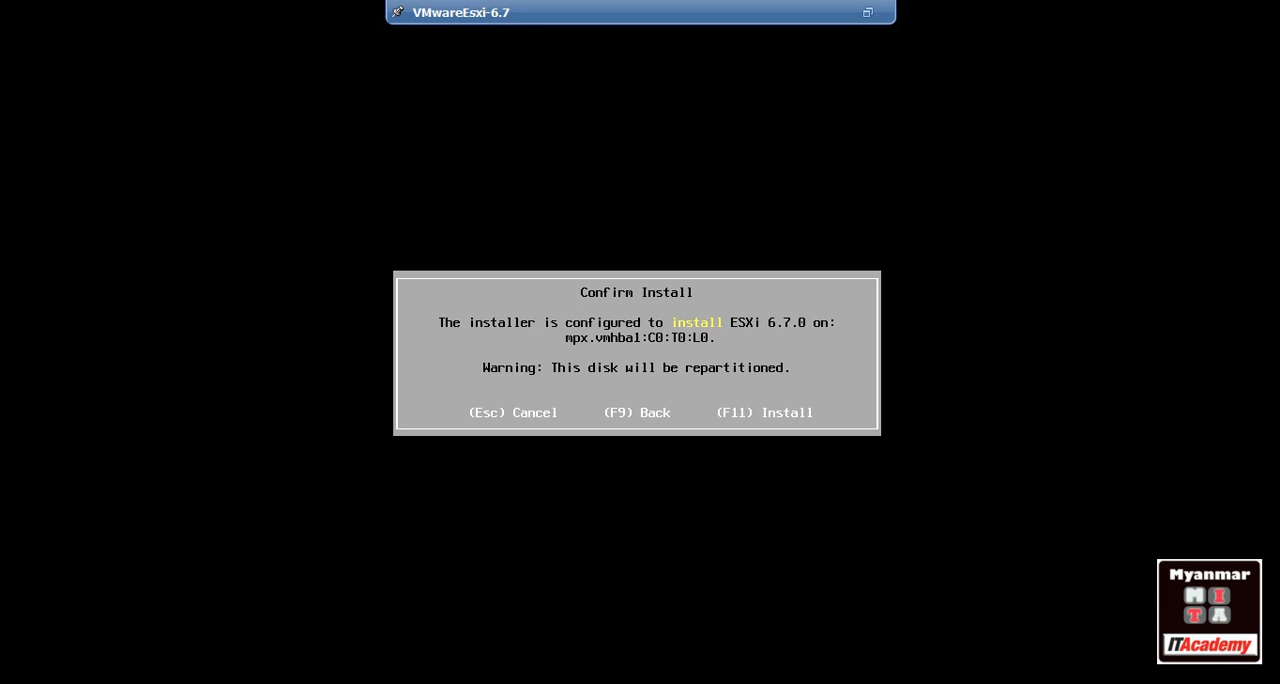 VMwareEsxi-6.7
Confirm Install
The installer is configured to install ESXi 6.7.0 on:
mpx.vmhba1:C0:T0:L0.
Warning: This disk will be repartitioned.
(Esc) Cancel (F9) Back (F11) Install
Myanmar
M I
T A
ITAcademy